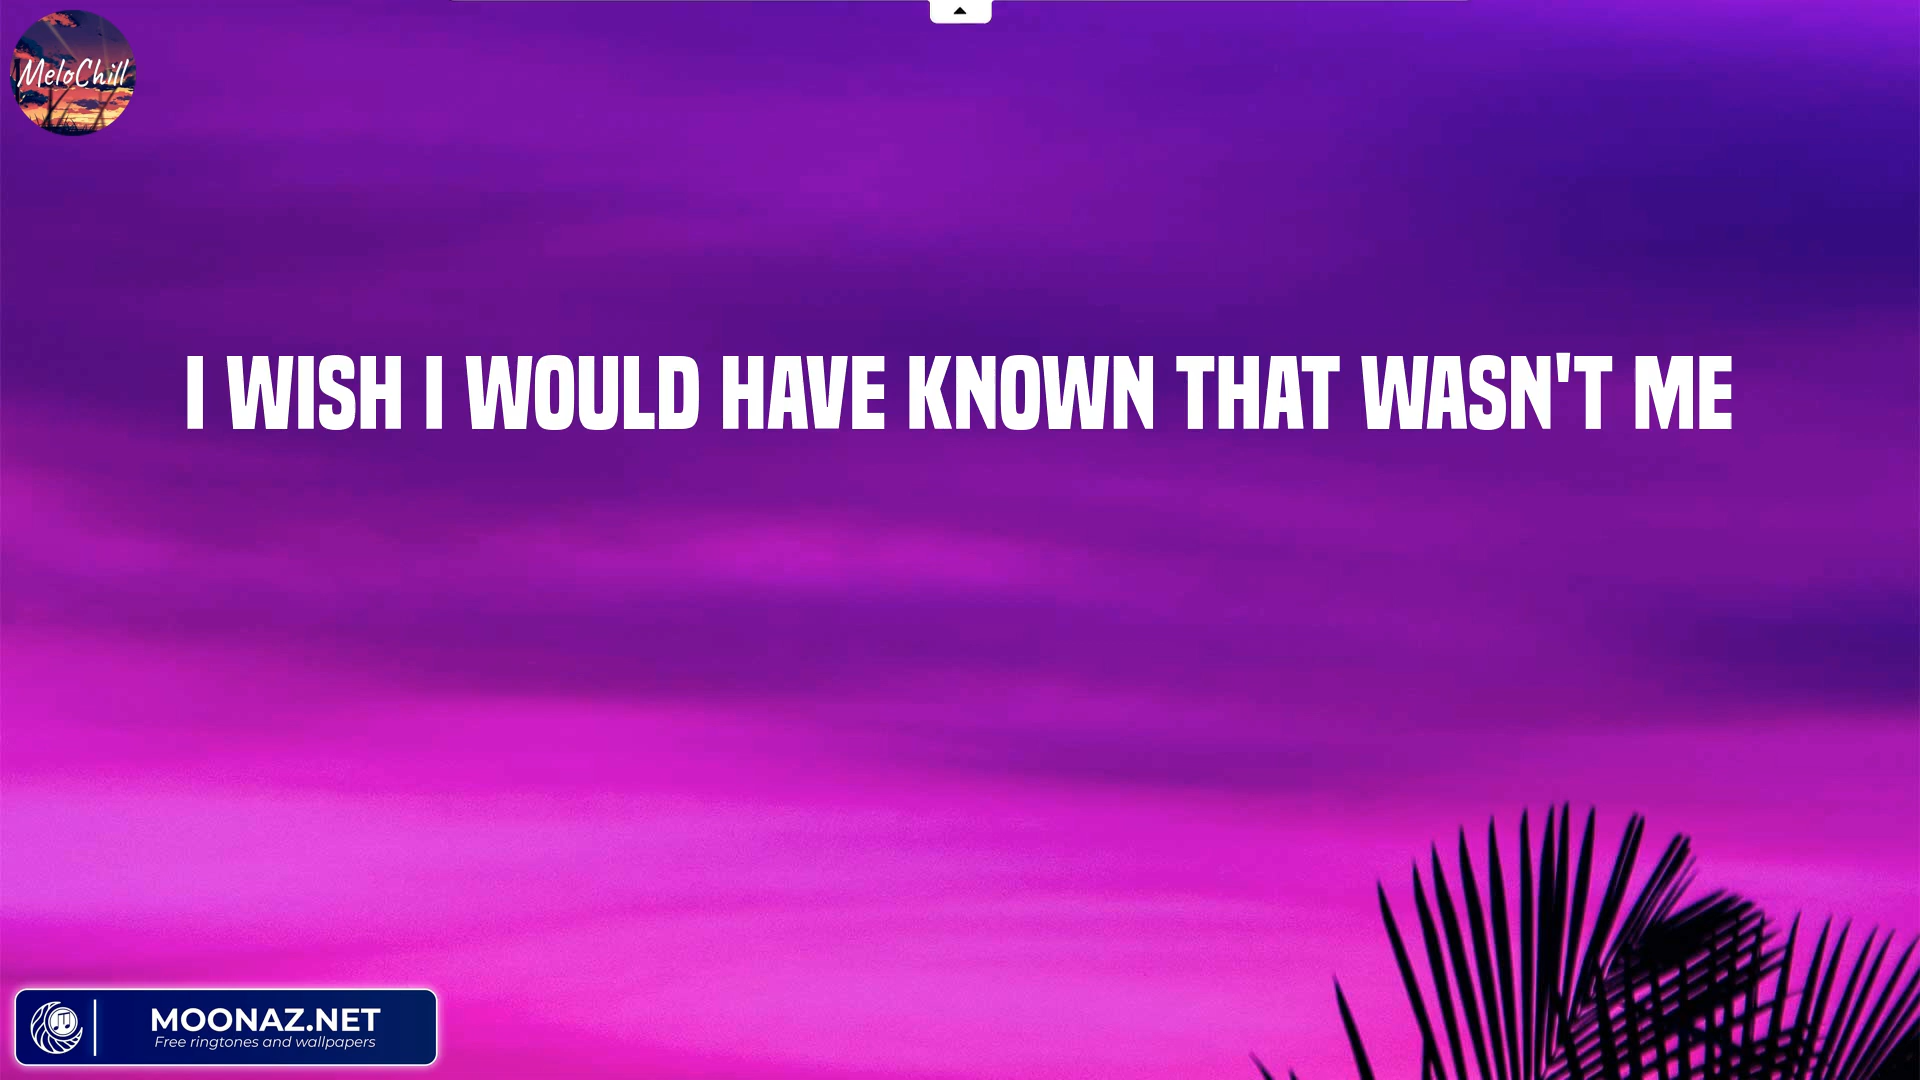 MeloChill
I WISH I WOULD HAVE KNOWN THAT WASN'T ME
MOONAZ.NET
Free ringtones and wallpapers